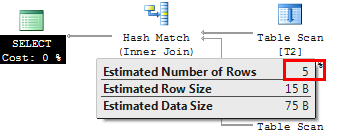 SELECT
Cost: 0 %
Hash Match
(Inner Join)
Table Scan
[T2]
Estimated Number of Rows 5
Estimated Row Size 15 B
Estimated Data Size 75 B
%
Table Scan